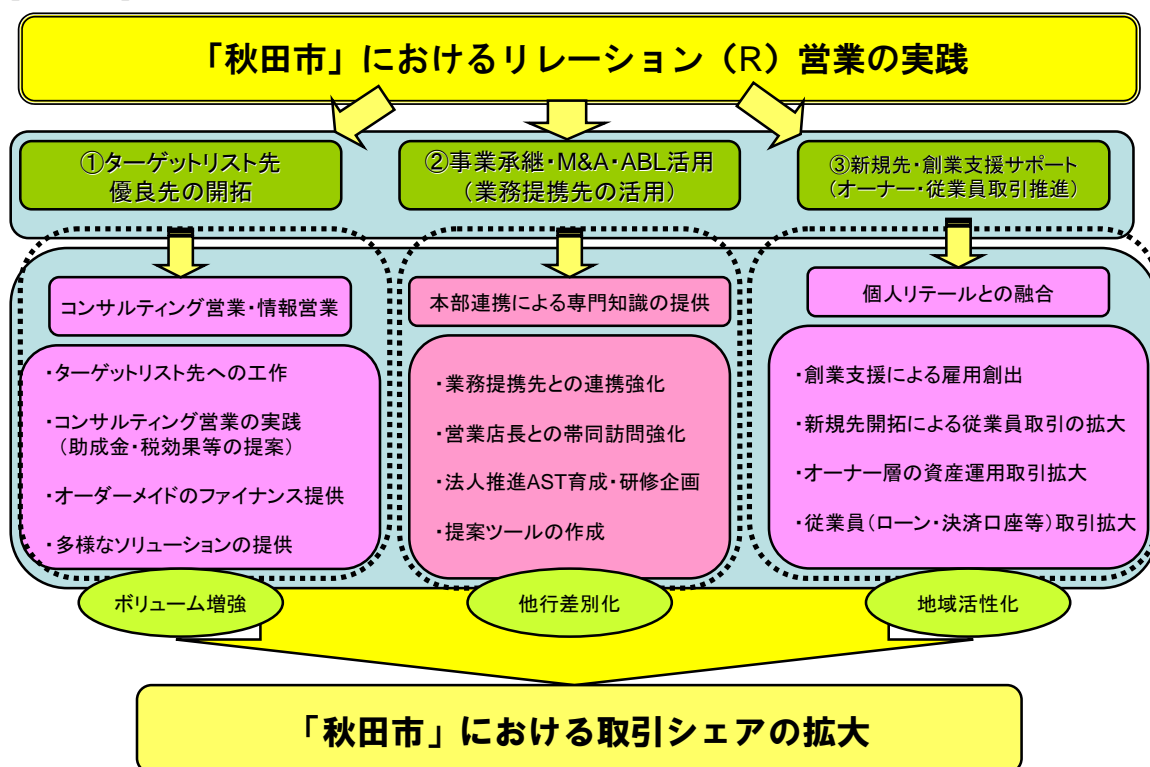 「秋田市」におけるリレーション（R）営業の実践
①ターゲットリスト先
優良先の開拓
②事業承継・M&A・ABL活用
（業務提携先の活用）
③新規先・創業支援サポート
（オーナー・従業員取引推進）
コンサルティング営業・情報営業
・ターゲットリスト先への工作
・コンサルティング営業の実践
（助成金・税効果等の提案）
・オーダーメイドのファイナンス提供
・多様なソリューションの提供
ボリューム増強
本部連携による専門知識の提供
・業務提携先との連携強化
・営業店長との帯同訪問強化
・法人推進AST育成・研修企画
・提案ツールの作成
他行差別化
個人リテールとの融合
・創業支援による雇用創出
・新規先開拓による従業員取引の拡大
・オーナー層の資産運用取引拡大
・従業員（ローン・決済口座等）取引拡大
地域活性化
「秋田市」における取引シェアの拡大